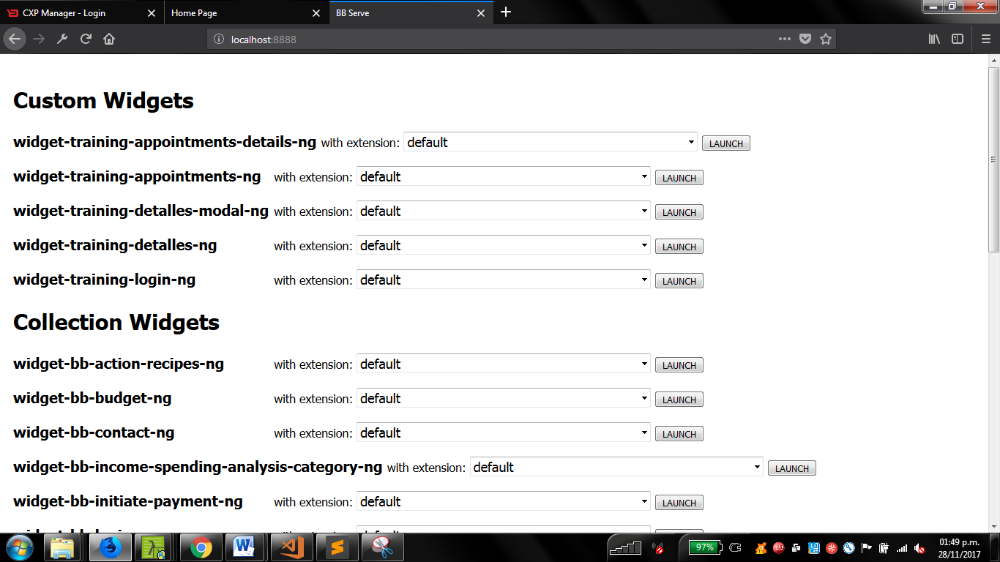 CXP Manager - Login
Home Page
BB Serve
localhost:8888
Custom Widgets
widget-training-appointments-details-ng with extension: default LAUNCH
widget-training-appointments-ng with extension: default LAUNCH
widget-training-detalles-modal-ng with extension: default LAUNCH
widget-training-detalles-ng with extension: default LAUNCH
widget-training-login-ng with extension: default LAUNCH
Collection Widgets
widget-bb-action-recipes-ng with extension: default LAUNCH
widget-bb-budget-ng with extension: default LAUNCH
widget-bb-contact-ng with extension: default LAUNCH
widget-bb-income-spending-analysis-category-ng with extension: default LAUNCH
widget-bb-initiate-payment-ng with extension: default LAUNCH
97%
01:49 p.m.
28/11/2017